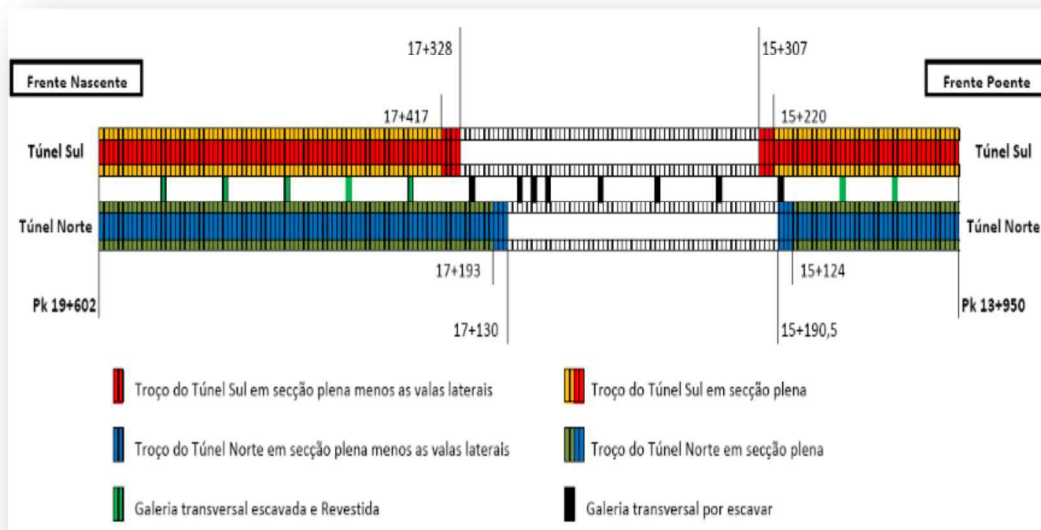 17+328
15+307
Frente Nascente
Frente Poente
17+417
15+220
Túnel Sul
Túnel Sul
Túnel Norte
Túnel Norte
17+193
15+124
Pk 19+602
Pk 13+950
17+130
15+190,5
Troço do Túnel Sul em secção plena menos as valas laterais
Troço do Túnel Sul em secção plena
Troço do Túnel Norte em secção plena menos as valas laterais
Troço do Túnel Norte em secção plena
Galeria transversal escavada e Revestida
Galeria transversal por escavar